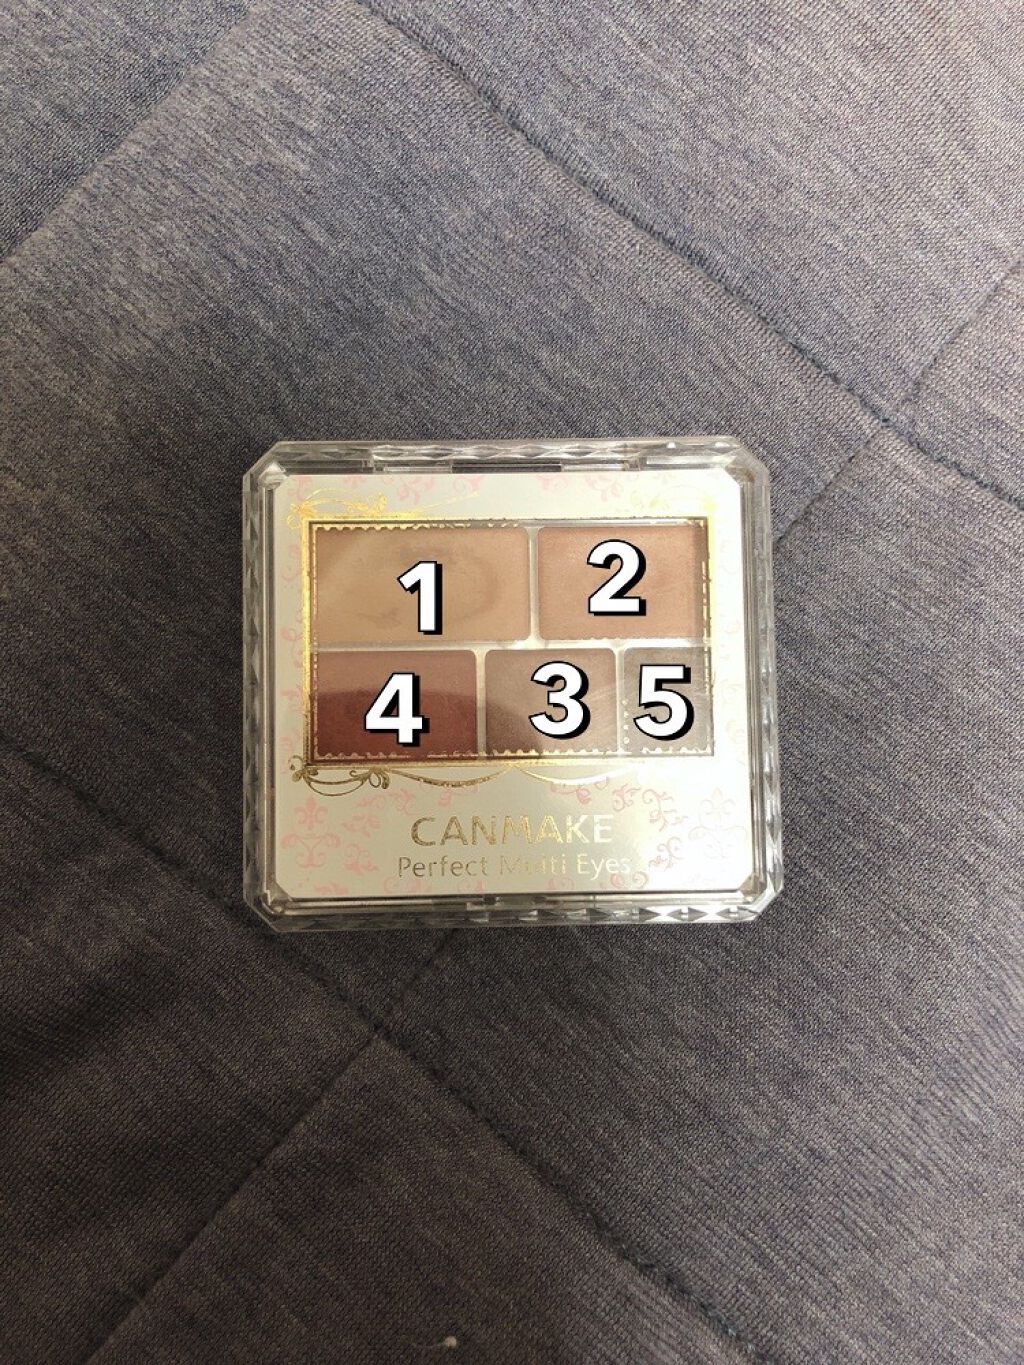 1 2
4 3 5
CANMAKE
Perfect Multi Eyes